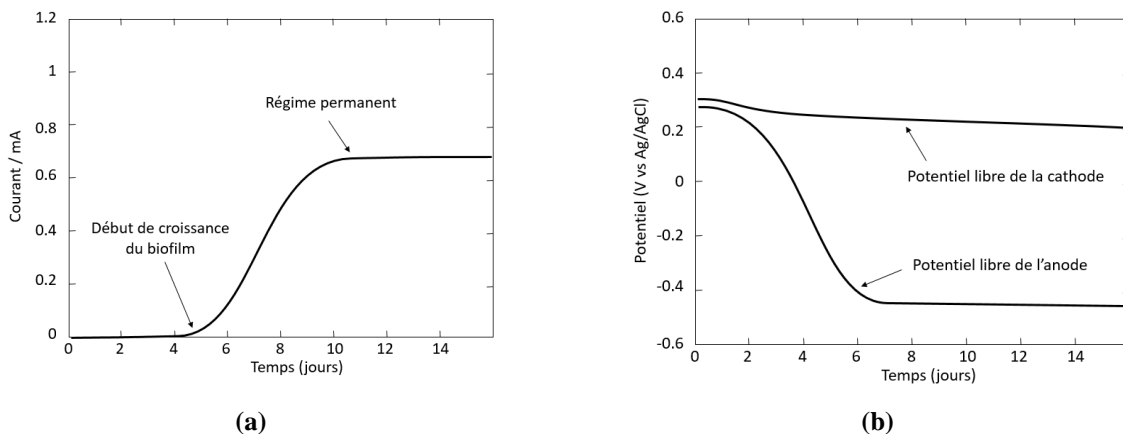 1.2
1
0.8
0.6
0.4
0.2
0
Courant / mA
Régime permanent
Début de croissance
du biofilm
0 2 4 6 8 10 12 14
Temps (jours)
(a)
0.6
0.4
0.2
0
-0.2
-0.4
-0.6
Potentiel (V vs Ag/AgCl)
Potentiel libre de la cathode
Potentiel libre de l'anode
0 2 4 6 8 10 12 14
Temps (jours)
(b)